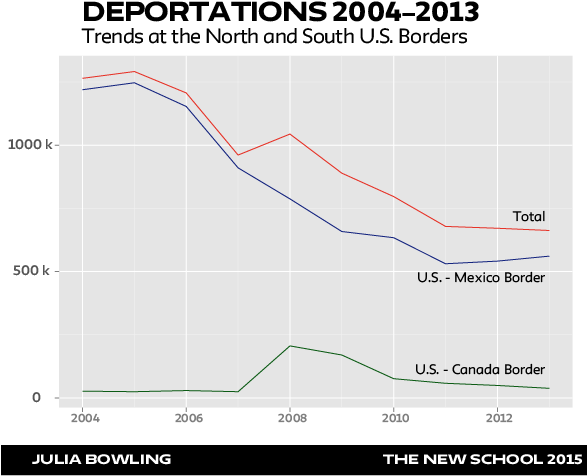 DEPORTATIONS 2004–2013
Trends at the North and South U.S. Borders
1000 k
Total
500 k
U.S. - Mexico Border
U.S. - Canada Border
0
2004 2006 2008 2010 2012
JULIA BOWLING THE NEW SCHOOL 2015